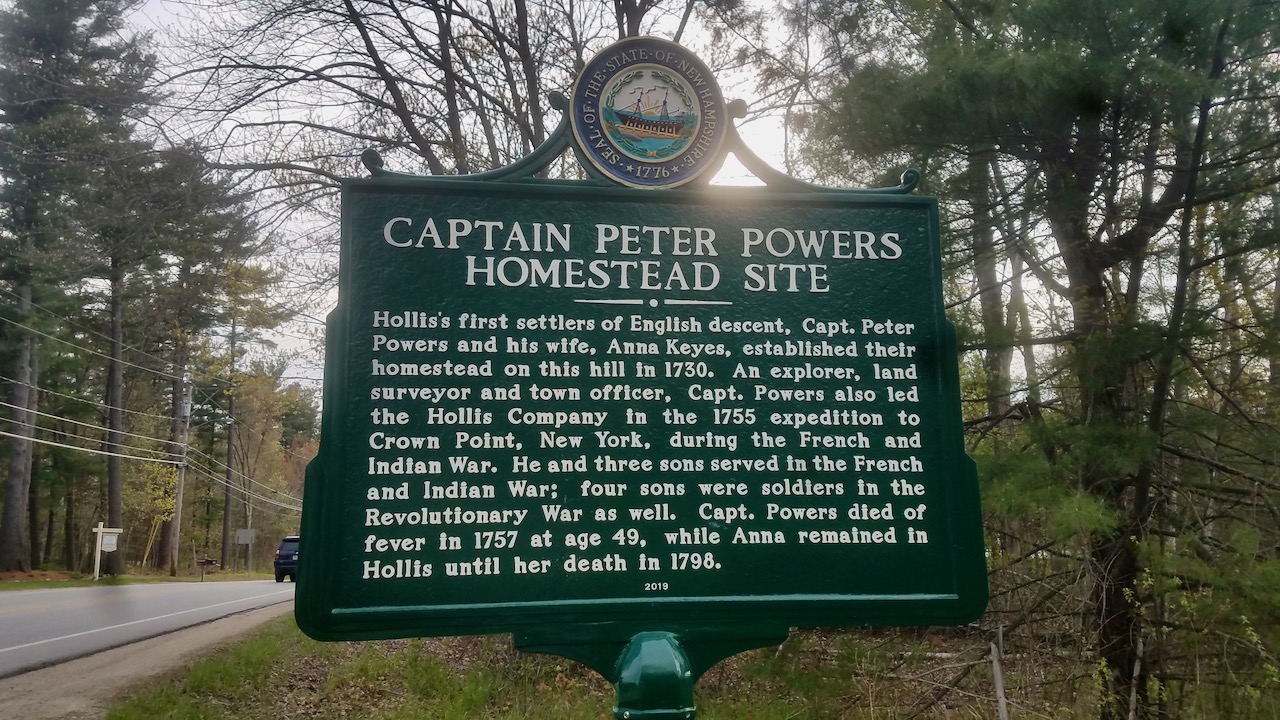 SEAL·OF·THE·STATE·OF·NEW HAMPSHIRE
★1776★
CAPTAIN PETER POWERS
HOMESTEAD SITE
Hollis's first settlers of English descent, Capt. Peter
Powers and his wife, Anna Keyes, established their
homestead on this hill in 1730. An explorer, land
surveyor and town officer, Capt. Powers also led
the Hollis Company in the 1755 expedition to
Crown Point, New York, during the French and
Indian War. He and three sons served in the French
and Indian War; four sons were soldiers in the
Revolutionary War as well. Capt. Powers died of
fever in 1757 at age 49, while Anna remained in
Hollis until her death in 1798.
2019